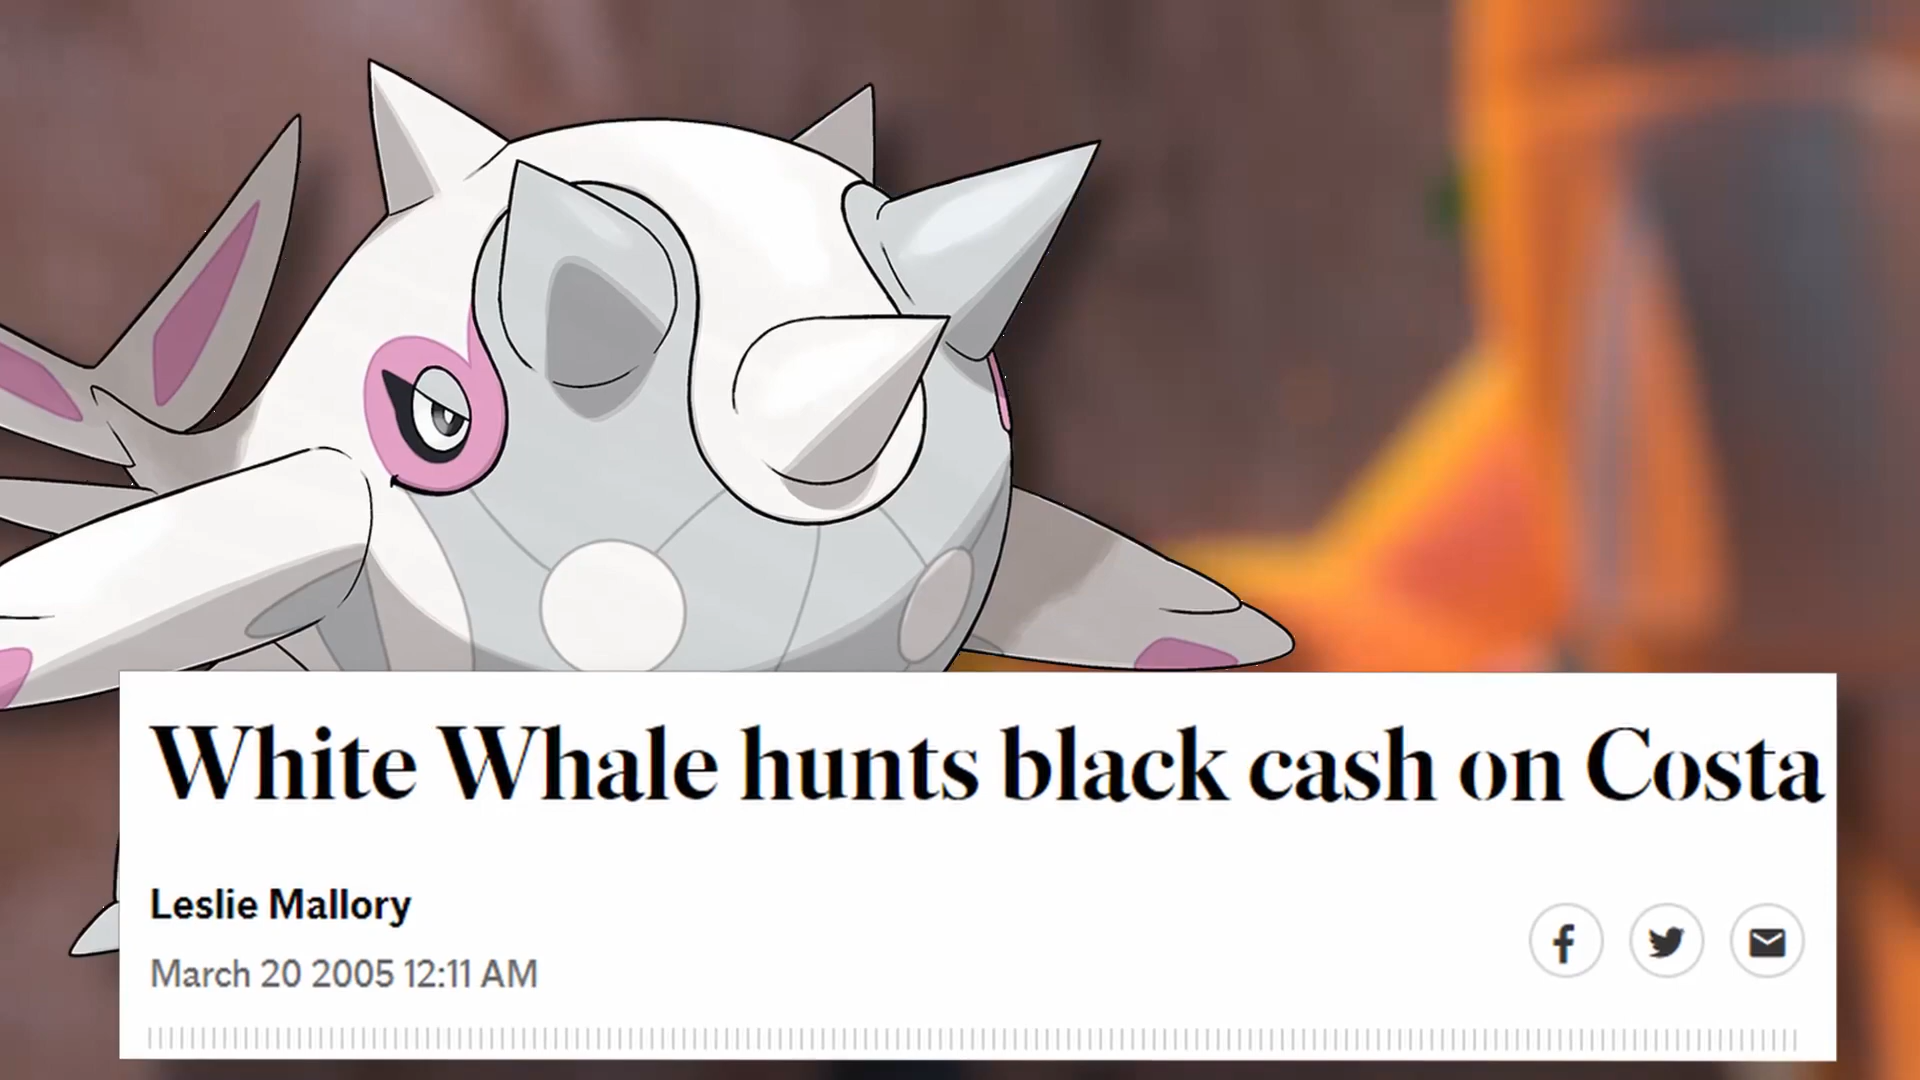 White Whale hunts black cash on Costa
Leslie Mallory
March 20 2005 12:11 AM